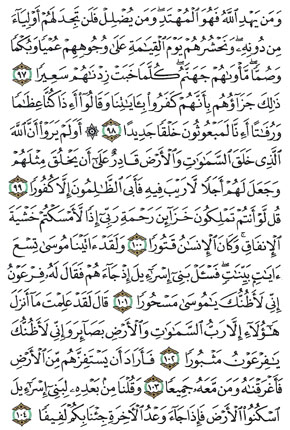 وَمَن يَهْدِ ٱللَّهُ فَهُوَ ٱلْمُهْتَدِ ۖ وَمَن يُضْلِلْ فَلَن تَجِدَ لَهُمْ أَوْلِيَآءَ
مِن دُونِهِۦ ۖ وَنَحْشُرُهُمْ يَوْمَ ٱلْقِيَـٰمَةِ عَلَىٰ وُجُوهِهِمْ عُمْيًا وَبُكْمًا
وَصُمًّا ۖ مَّأْوَىٰهُمْ جَهَنَّمُ ۖ كُلَّمَا خَبَتْ زِدْنَـٰهُمْ سَعِيرًا ٩٧
ذَٰلِكَ جَزَآؤُهُم بِأَنَّهُمْ كَفَرُوا۟ بِـَٔايَـٰتِنَا وَقَالُوٓا۟ أَءِذَا كُنَّا عِظَـٰمًا
وَرُفَـٰتًا أَءِنَّا لَمَبْعُوثُونَ خَلْقًا جَدِيدًا ٩٨ ۞ أَوَلَمْ يَرَوْا۟ أَنَّ ٱللَّهَ
ٱلَّذِى خَلَقَ ٱلسَّمَـٰوَٰتِ وَٱلْأَرْضَ قَادِرٌ عَلَىٰٓ أَن يَخْلُقَ مِثْلَهُمْ
وَجَعَلَ لَهُمْ أَجَلًا لَّا رَيْبَ فِيهِ فَأَبَى ٱلظَّـٰلِمُونَ إِلَّا كُفُورًا ٩٩
قُل لَّوْ أَنتُمْ تَمْلِكُونَ خَزَآئِنَ رَحْمَةِ رَبِّىٓ إِذًا لَّأَمْسَكْتُمْ خَشْيَةَ
ٱلْإِنفَاقِ ۚ وَكَانَ ٱلْإِنسَـٰنُ قَتُورًا ١٠٠ وَلَقَدْ ءَاتَيْنَا مُوسَىٰ تِسْعَ
ءَايَـٰتٍۭ بَيِّنَـٰتٍ ۖ فَسْـَٔلْ بَنِىٓ إِسْرَٰٓءِيلَ إِذْ جَآءَهُمْ فَقَالَ لَهُۥ فِرْعَوْنُ
إِنِّى لَأَظُنُّكَ يَـٰمُوسَىٰ مَسْحُورًا ١٠١ قَالَ لَقَدْ عَلِمْتَ مَآ أَنزَلَ
هَـٰٓؤُلَآءِ إِلَّا رَبُّ ٱلسَّمَـٰوَٰتِ وَٱلْأَرْضِ بَصَآئِرَ وَإِنِّى لَأَظُنُّكَ
يَـٰفِرْعَوْنُ مَثْبُورًا ١٠٢ فَأَرَادَ أَن يَسْتَفِزَّهُم مِّنَ ٱلْأَرْضِ
فَأَغْرَقْنَـٰهُ وَمَن مَّعَهُۥ جَمِيعًا ١٠٣ وَقُلْنَا مِنۢ بَعْدِهِۦ لِبَنِىٓ إِسْرَٰٓءِيلَ
ٱسْكُنُوا۟ ٱلْأَرْضَ فَإِذَا جَآءَ وَعْدُ ٱلْـَٔاخِرَةِ جِئْنَا بِكُمْ لَفِيفًا ١٠٤